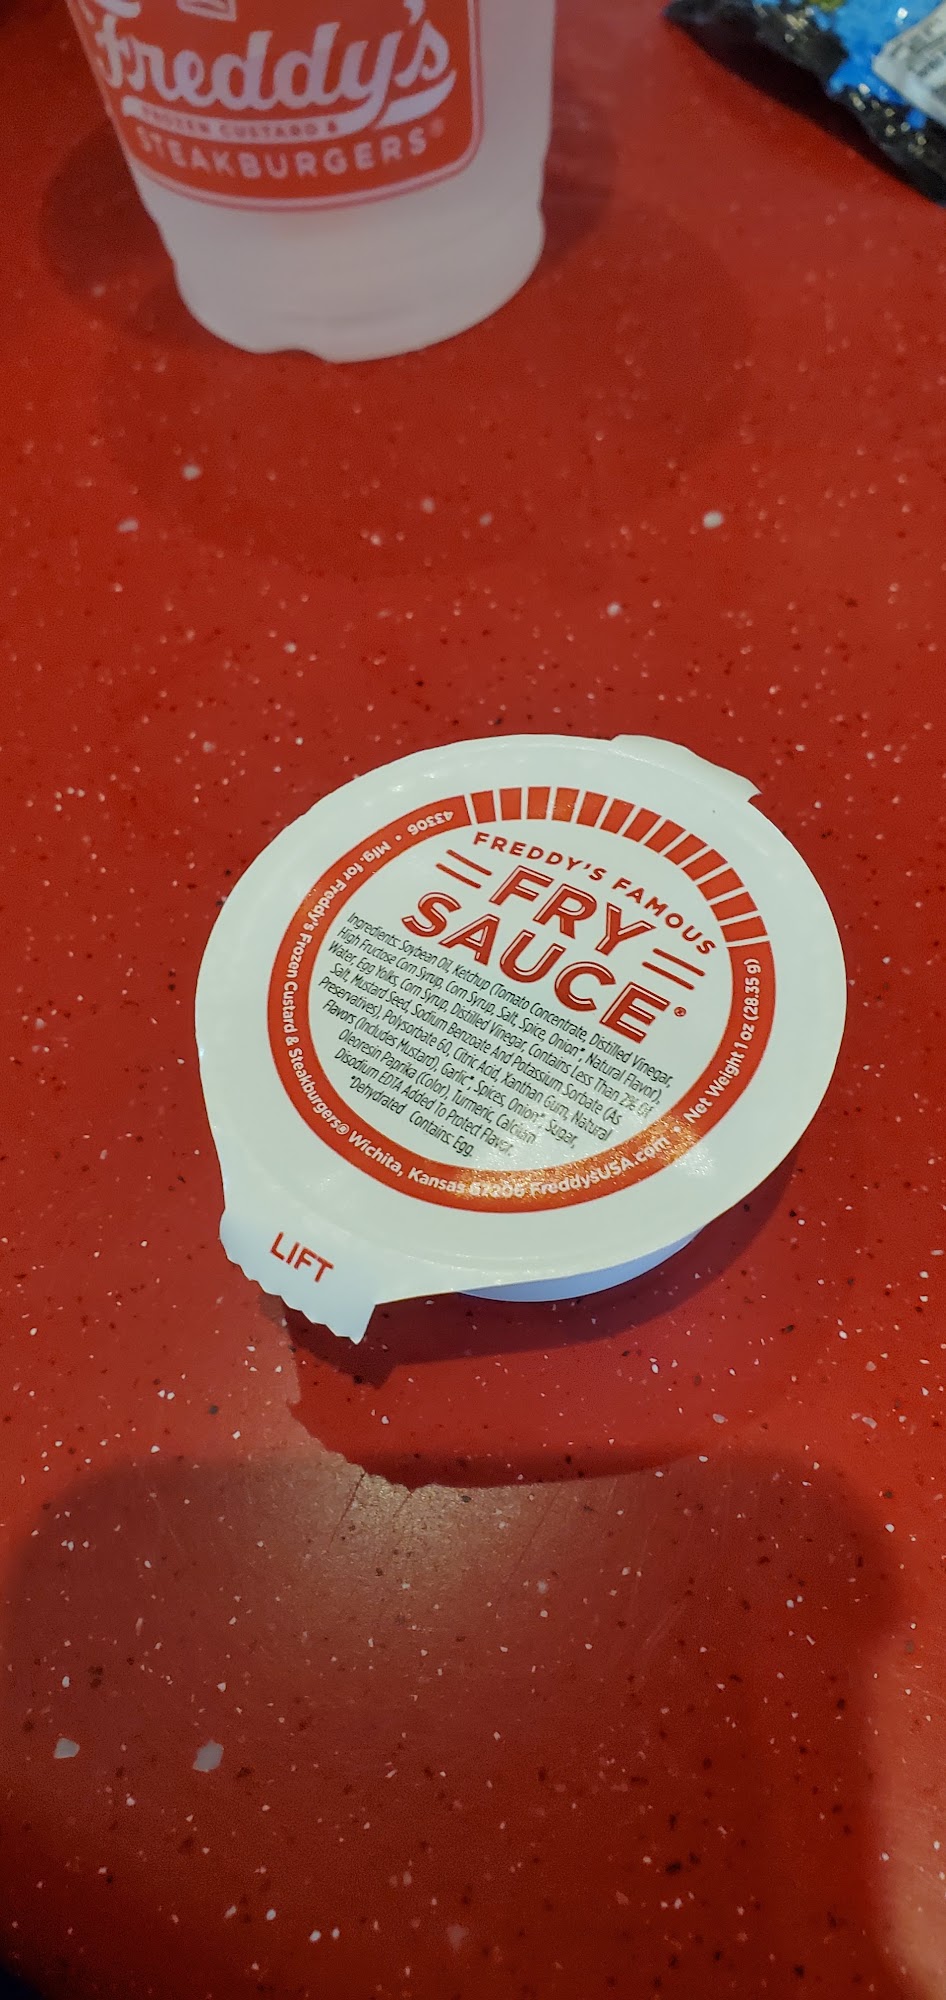 Freddy's
FROZEN CUSTARD &
STEAKBURGERS®
FREDDY'S FAMOUS
FRY
SAUCE®
Ingredients: Soybean Oil, Ketchup (Tomato Concentrate, Distilled Vinegar,
High Fructose Corn Syrup, Corn Syrup, Salt, Spice, Onion*, Natural Flavor),
Water, Egg Yolks, Corn Syrup, Distilled Vinegar. Contains Less Than 2% Of
Salt, Mustard Seed, Sodium Benzoate And Potassium Sorbate (As
Preservatives), Polysorbate 60, Citric Acid, Xanthan Gum, Natural
Flavors (Includes Mustard), Garlic*, Spices, Onion*, Sugar,
Oleoresin Paprika (Color), Turmeric, Calcium
Disodium EDTA Added To Protect Flavor.
*Dehydrated Contains: Egg.
43306 • Mfg. for Freddy's Frozen Custard & Steakburgers® Wichita, Kansas 67206 FreddysUSA.com • Net Weight 1 oz (28.35 g)
LIFT